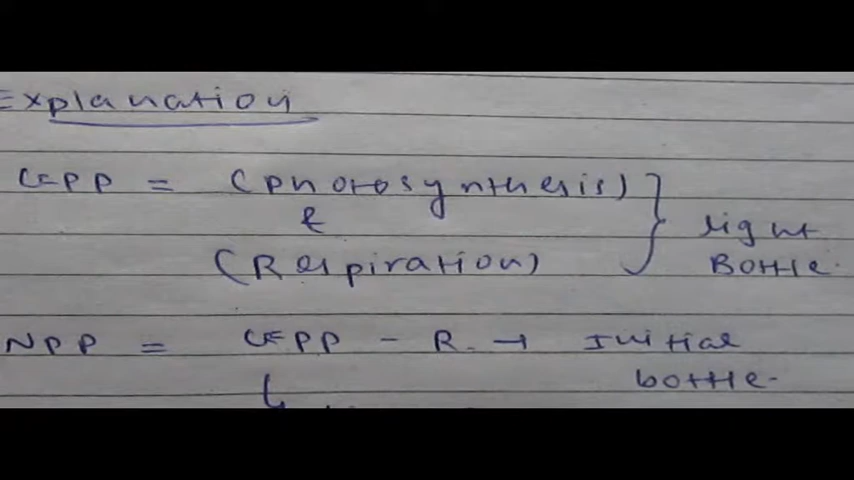 Explanation
GPP = (photosynthesis)
&
(Respiration)
light
Bottle.
NPP = GPP - R. → Initial
bottle.